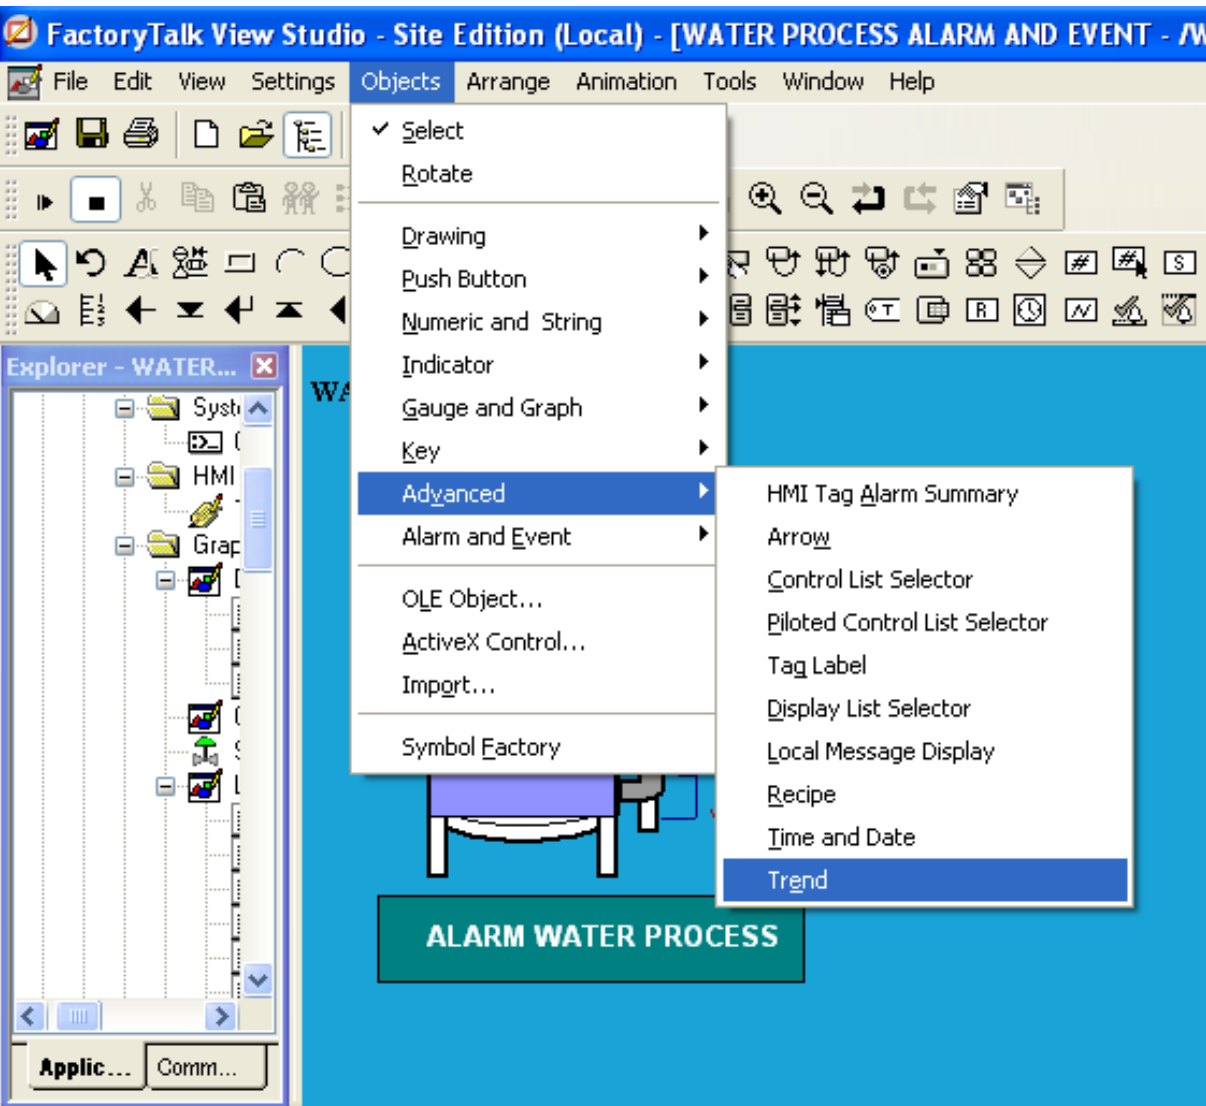 FactoryTalk View Studio - Site Edition (Local) - [WATER PROCESS ALARM AND EVENT - /W
File Edit View Settings Objects Arrange Animation Tools Window Help
Select
Rotate
Drawing
Push Button
Numeric and String
Indicator
Gauge and Graph
Key
Advanced
Alarm and Event
OLE Object...
ActiveX Control...
Import...
Symbol Factory
HMI Tag Alarm Summary
Arrow
Control List Selector
Piloted Control List Selector
Tag Label
Display List Selector
Local Message Display
Recipe
Time and Date
Trend
Explorer - WATER...
Syst
HMI
Grap
WA
ALARM WATER PROCESS
Applic... Comm...